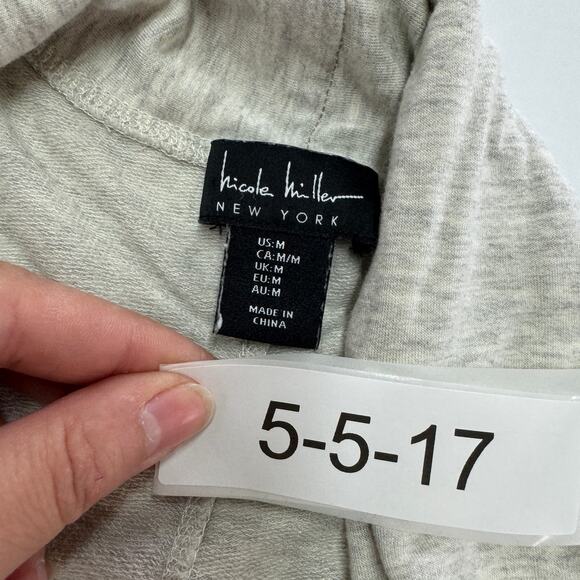 nicole miller
NEW YORK
US:M
CA:M/M
UK:M
EU:M
AU:M
MADE IN
CHINA
5-5-17